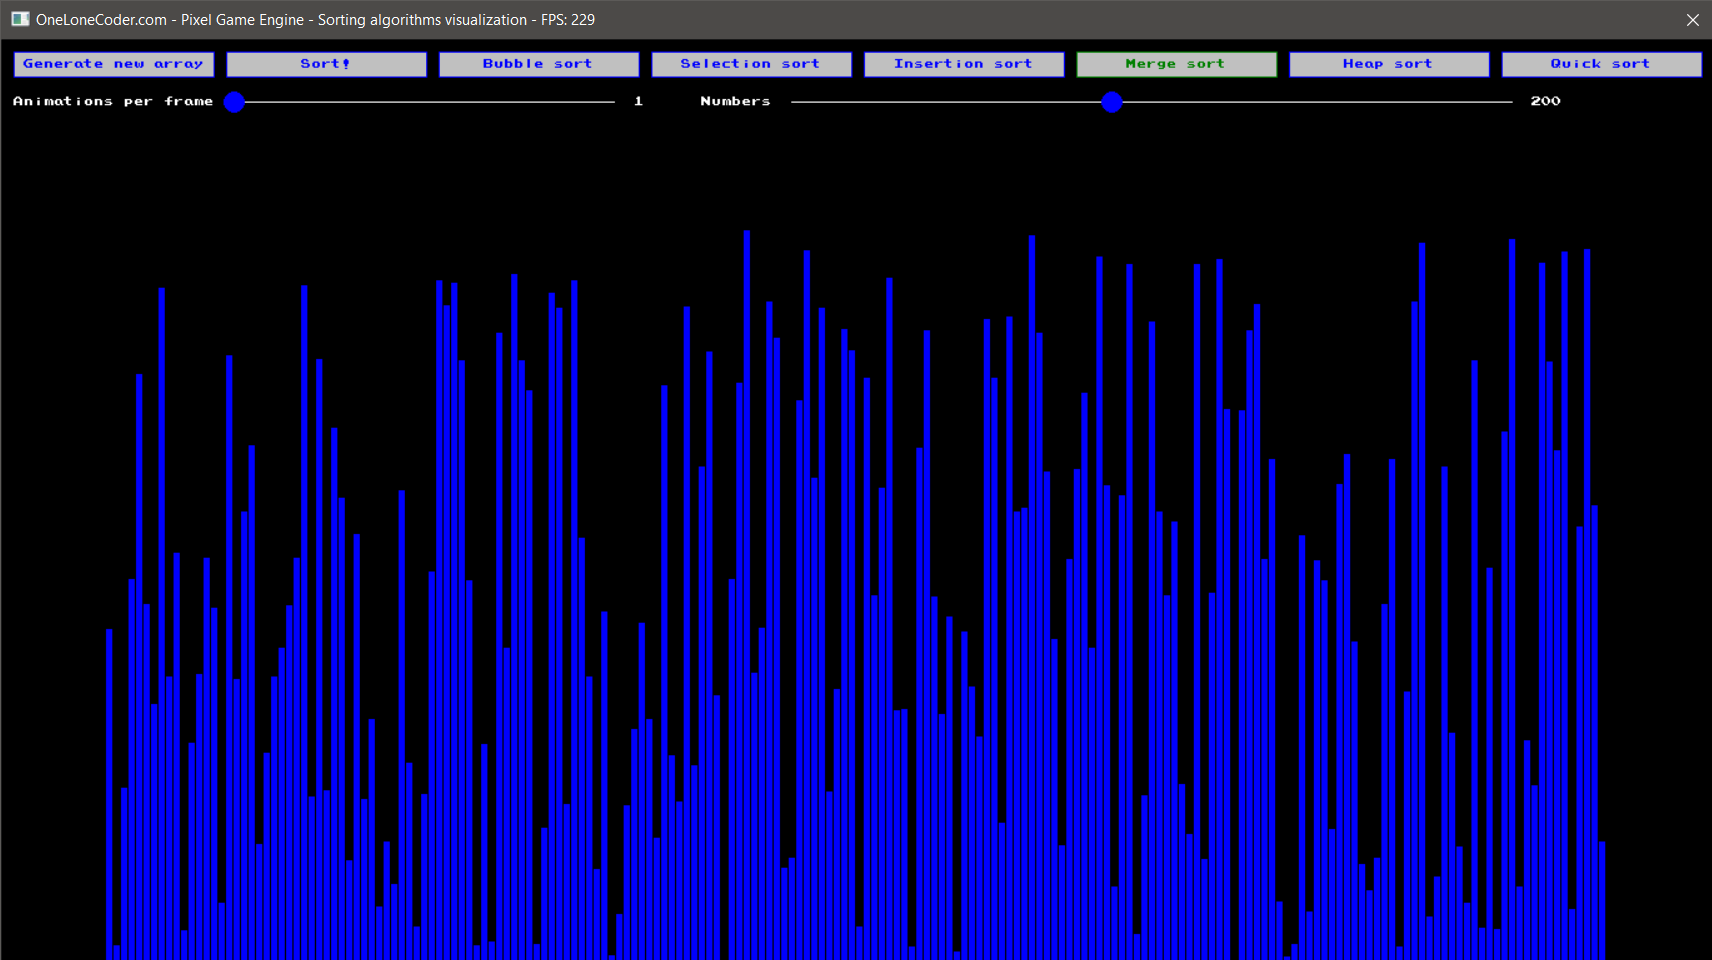 OneLoneCoder.com - Pixel Game Engine - Sorting algorithms visualization - FPS: 229
Generate new array Sort! Bubble sort Selection sort Insertion sort Merge sort Heap sort Quick sort
Animations per frame 1 Numbers 200